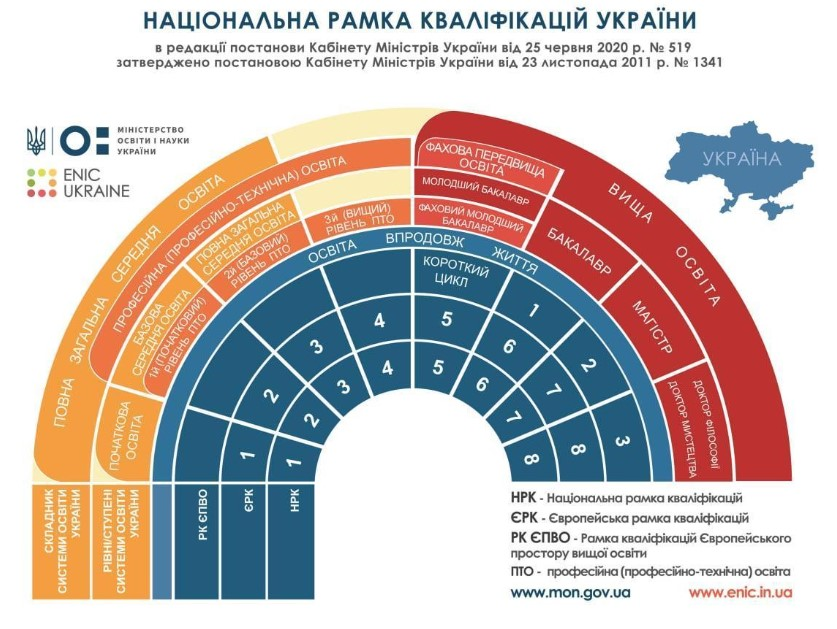 НАЦІОНАЛЬНА РАМКА КВАЛІФІКАЦІЙ УКРАЇНИ
в редакції постанови Кабінету Міністрів України від 25 червня 2020 р. № 519
затверджено постановою Кабінету Міністрів України від 23 листопада 2011 р. № 1341
МІНІСТЕРСТВО
ОСВІТИ І НАУКИ
УКРАЇНИ
ENIC
UKRAINE
УКРАЇНА
ПОВНА ЗАГАЛЬНА СЕРЕДНЯ ОСВІТА
ПРОФЕСІЙНА (ПРОФЕСІЙНО-ТЕХНІЧНА) ОСВІТА
ФАХОВА ПЕРЕДВИЩА
ОСВІТА
ВИЩА ОСВІТА
ПОЧАТКОВА
ОСВІТА
БАЗОВА
СЕРЕДНЯ ОСВІТА
1й (ПОЧАТКОВИЙ)
РІВЕНЬ ПТО
ПОВНА ЗАГАЛЬНА
СЕРЕДНЯ ОСВІТА
2й (БАЗОВИЙ)
РІВЕНЬ ПТО
3й (ВИЩИЙ)
РІВЕНЬ ПТО
МОЛОДШИЙ БАКАЛАВР
ФАХОВИЙ МОЛОДШИЙ
БАКАЛАВР
БАКАЛАВР
МАГІСТР
ДОКТОР ФІЛОСОФІЇ
ДОКТОР МИСТЕЦТВА
ОСВІТА ВПРОДОВЖ ЖИТТЯ
КОРОТКИЙ
ЦИКЛ
1
2
3
1
2
3
4
5
6
7
8
1
2
3
4
5
6
7
8
СКЛАДНИК
СИСТЕМИ ОСВІТИ
УКРАЇНИ
РІВНІ/СТУПЕНІ
СИСТЕМИ ОСВІТИ
УКРАЇНИ
РК ЄПВО
ЄРК
НРК
НРК - Національна рамка кваліфікацій
ЄРК - Європейська рамка кваліфікацій
РК ЄПВО - Рамка кваліфікацій Європейського
простору вищої освіти
ПТО - професійна (професійно-технічна) освіта
www.mon.gov.ua
www.enic.in.ua